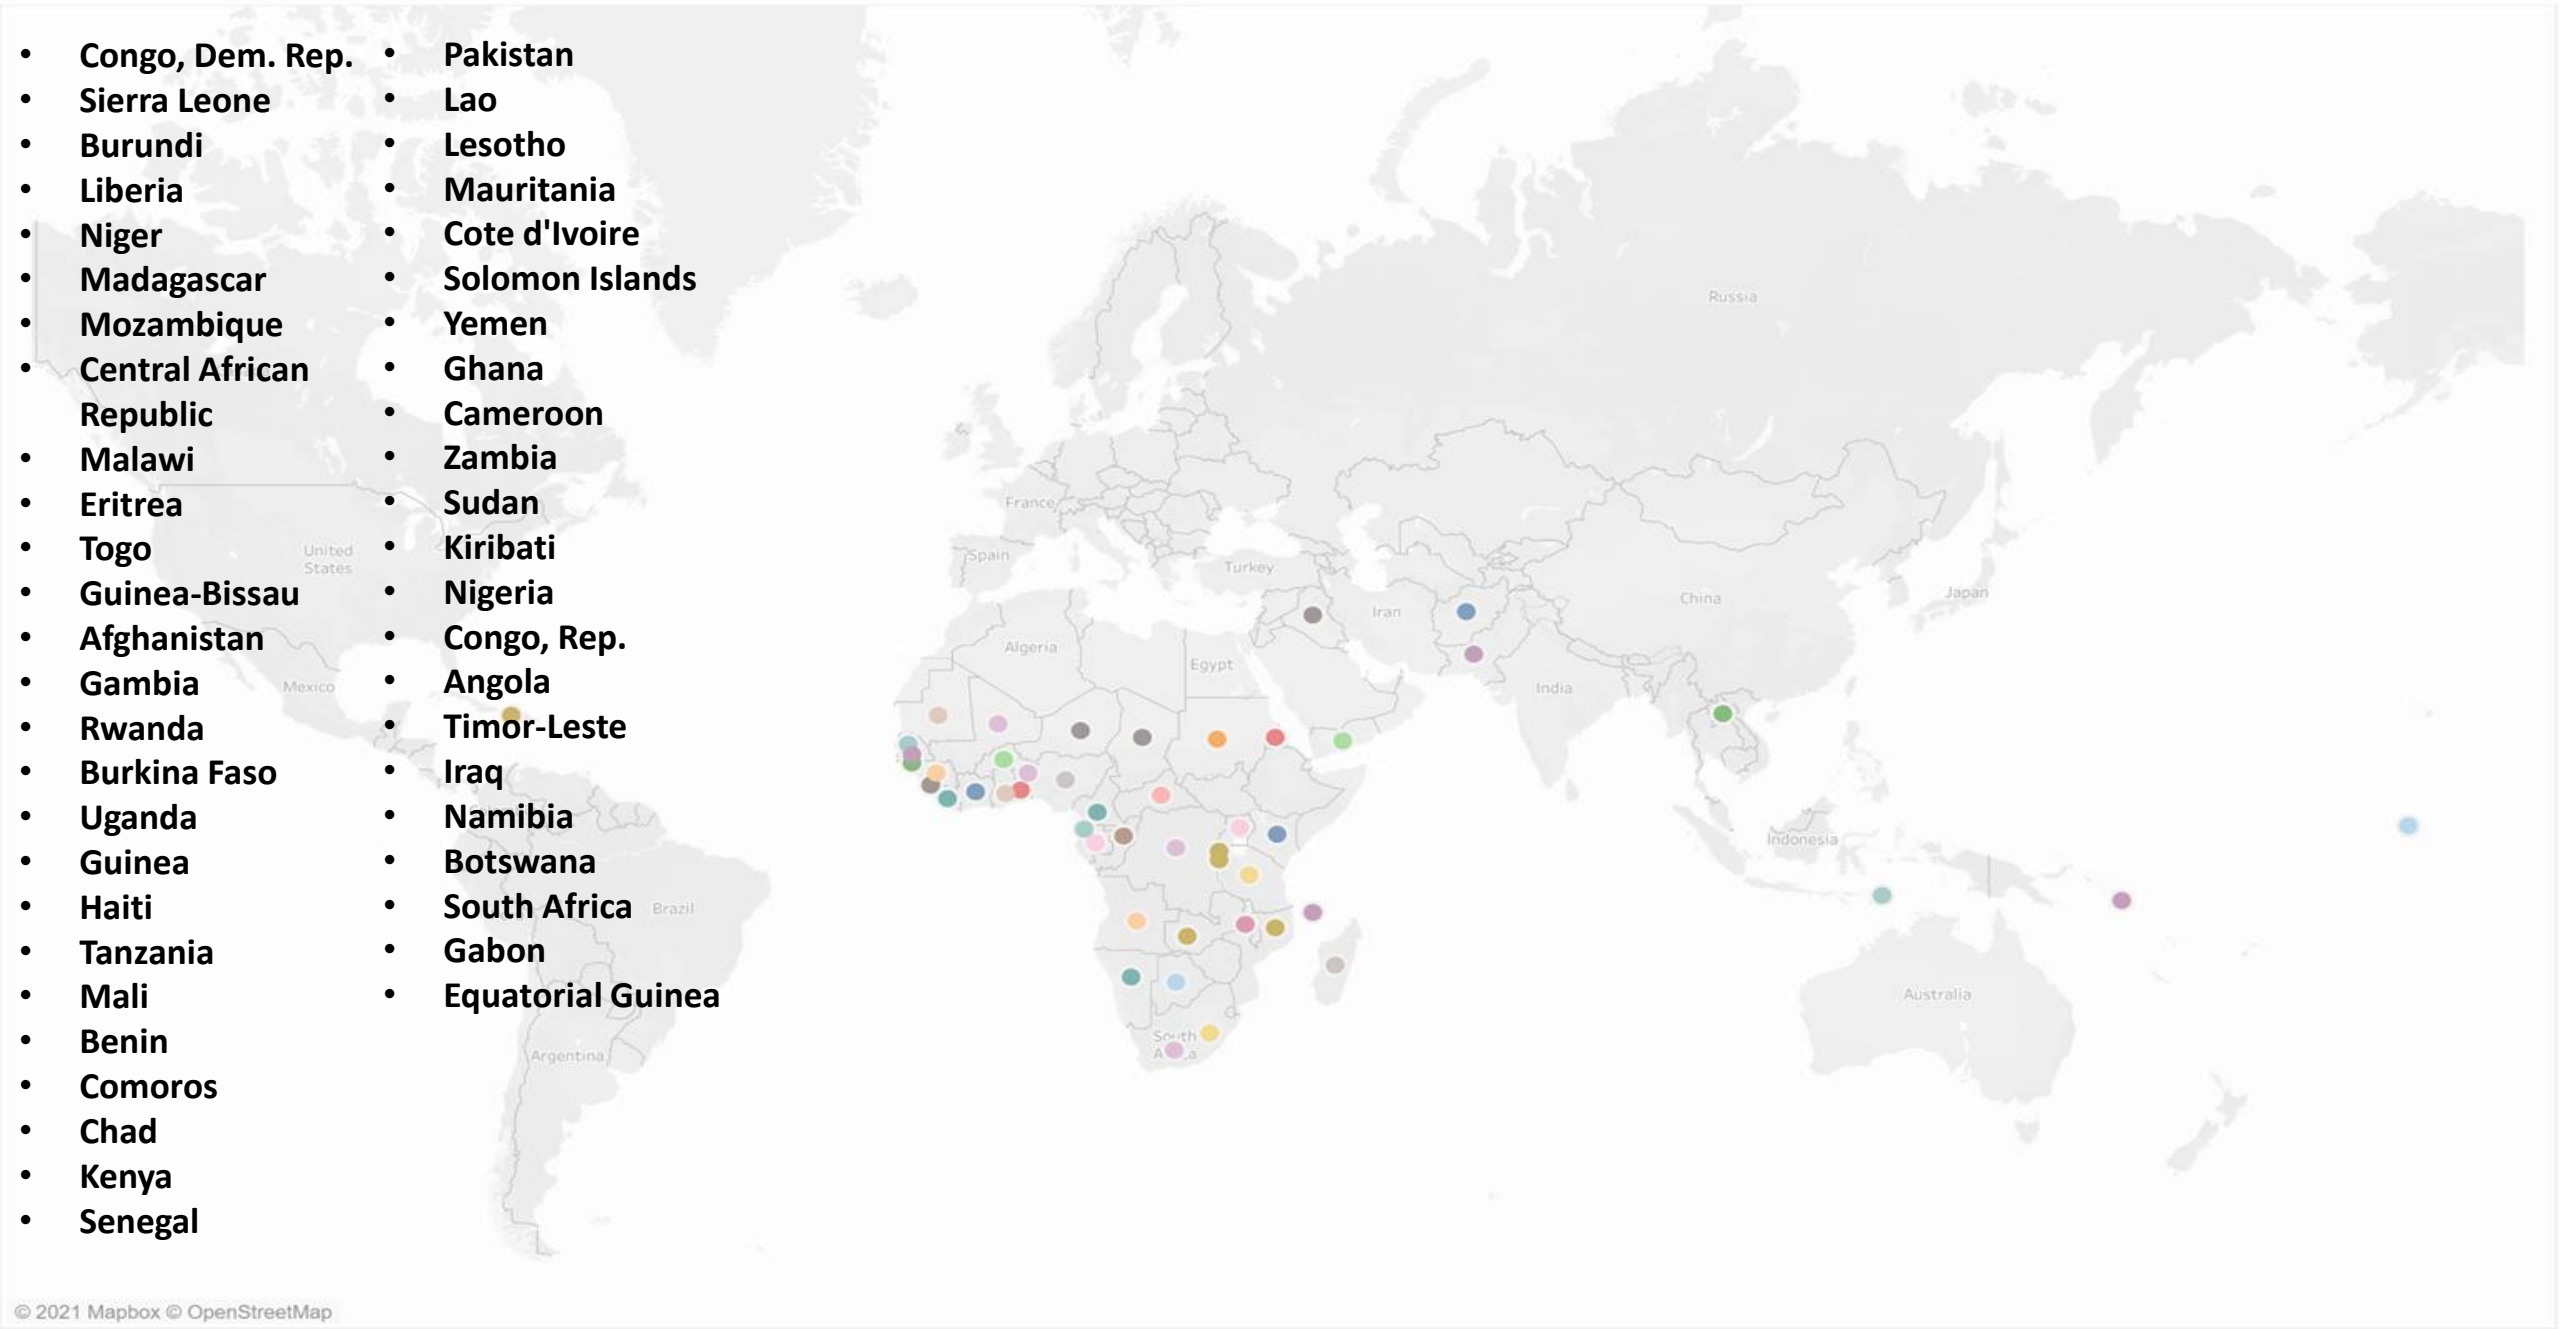 • Congo, Dem. Rep.
• Sierra Leone
• Burundi
• Liberia
• Niger
• Madagascar
• Mozambique
• Central African
Republic
• Malawi
• Eritrea
• Togo
• Guinea-Bissau
• Afghanistan
• Gambia
• Rwanda
• Burkina Faso
• Uganda
• Guinea
• Haiti
• Tanzania
• Mali
• Benin
• Comoros
• Chad
• Kenya
• Senegal
• Pakistan
• Lao
• Lesotho
• Mauritania
• Cote d'Ivoire
• Solomon Islands
• Yemen
• Ghana
• Cameroon
• Zambia
• Sudan
• Kiribati
• Nigeria
• Congo, Rep.
• Angola
• Timor-Leste
• Iraq
• Namibia
• Botswana
• South Africa
• Gabon
• Equatorial Guinea
Russia
France
Spain
Turkey
United
States
Mexico
Algeria
Egypt
Iran
India
China
Japan
Indonesia
Brazil
Argentina
South
Australia
© 2021 Mapbox © OpenStreetMap